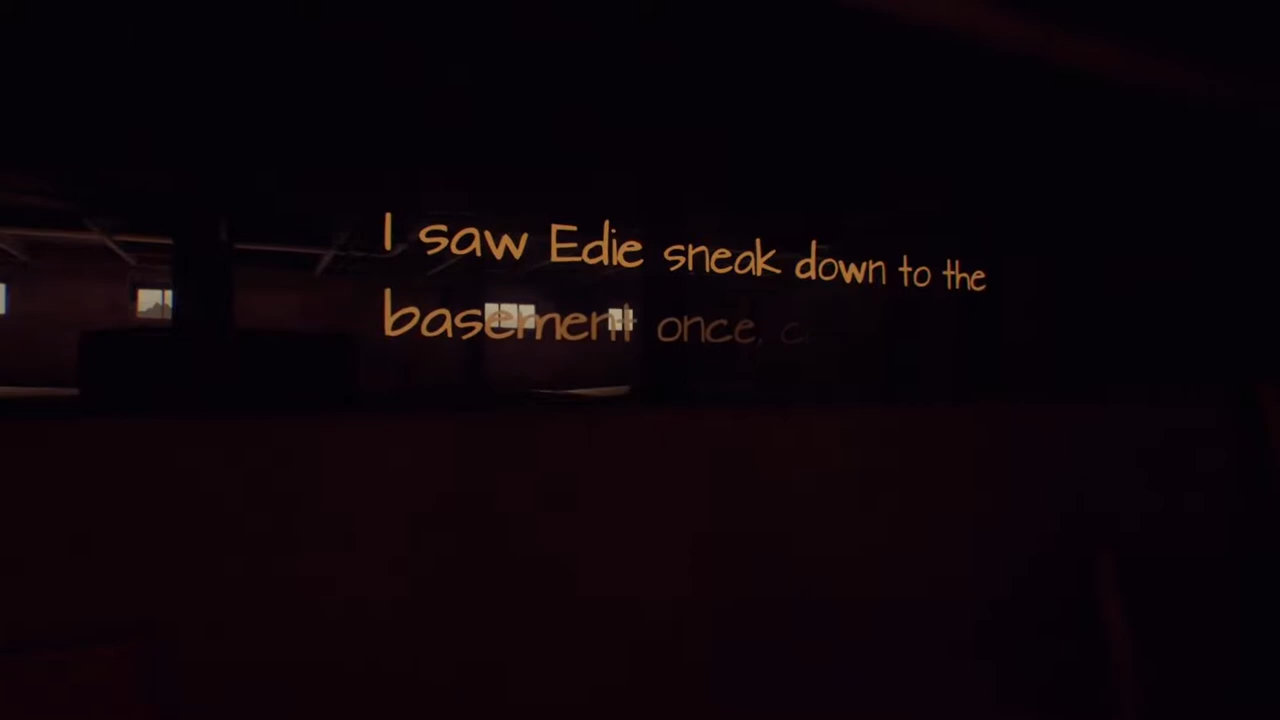 I saw Edie sneak down to the
basement once,